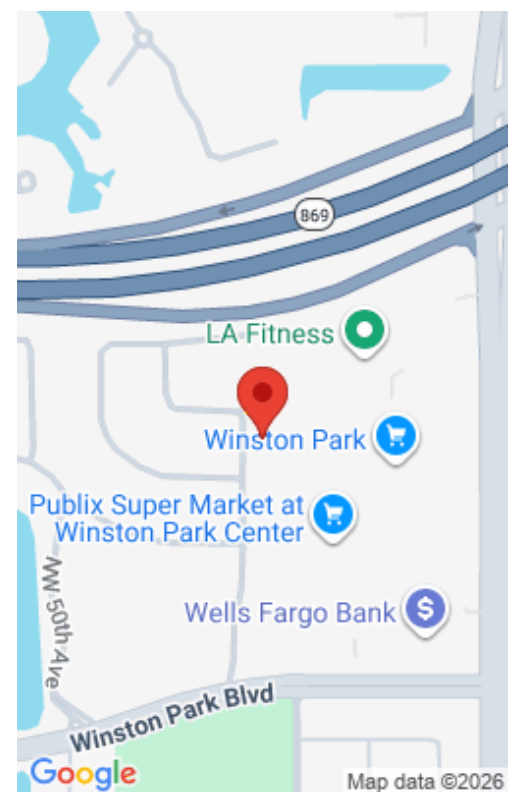 869
LA Fitness
Winston Park
Publix Super Market at
Winston Park Center
NW 50th Ave
Wells Fargo Bank
Winston Park Blvd
Google
Map data ©2026